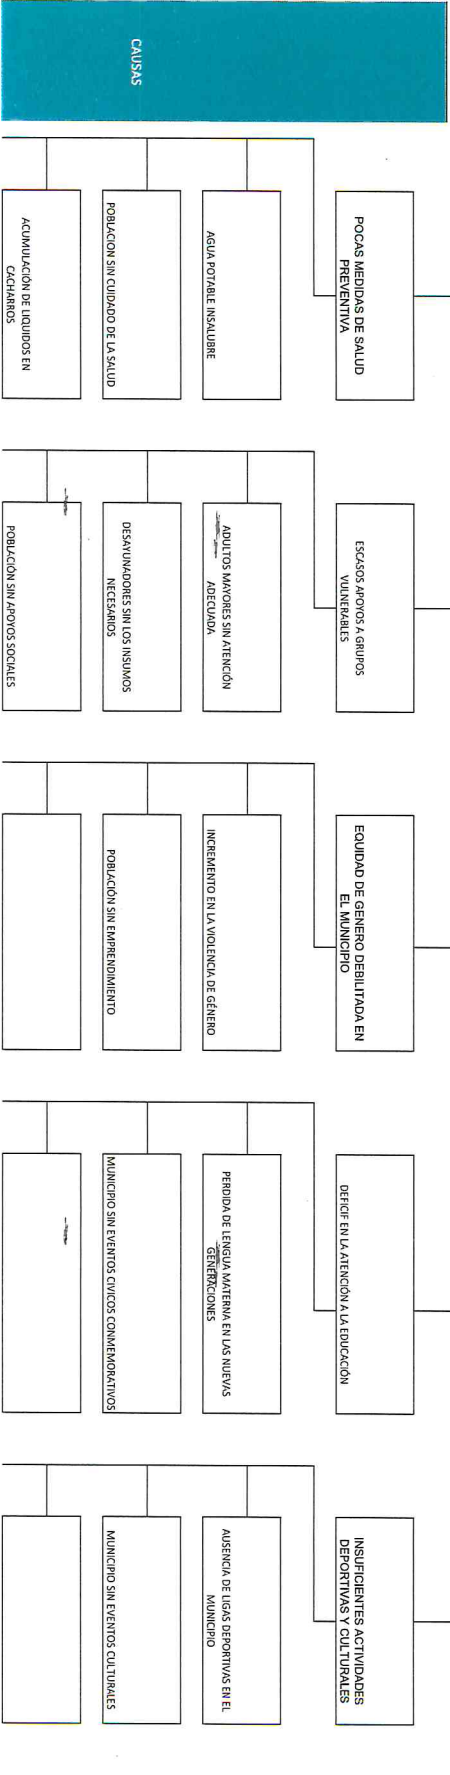 CAUSAS
POCAS MEDIDAS DE SALUD
PREVENTIVA
AGUA POTABLE INSALUBRE
POBLACION SIN CUIDADO DE LA SALUD
ACUMULACIÓN DE LIQUIDOS EN
CACHARROS
ESCASOS APOYOS A GRUPOS
VULNERABLES
ADULTOS MAYORES SIN ATENCIÓN
ADECUADA
DESAYUNADORES SIN LOS INSUMOS
NECESARIOS
POBLACIÓN SIN APOYOS SOCIALES
EQUIDAD DE GENERO DEBILITADA EN
EL MUNICIPIO
INCREMENTO EN LA VIOLENCIA DE GÉNERO
POBLACIÓN SIN EMPRENDIMIENTO
DEFICIF EN LA ATENCIÓN A LA EDUCACIÓN
PERDIDA DE LENGUA MATERNA EN LAS NUEVAS
GENERACIONES
MUNICIPIO SIN EVENTOS CIVICOS CONMEMORATIVOS
INSUFICIENTES ACTIVIDADES
DEPORTIVAS Y CULTURALES
AUSENCIA DE LIGAS DEPORTIVAS EN EL
MUNICIPIO
MUNICIPIO SIN EVENTOS CULTURALES